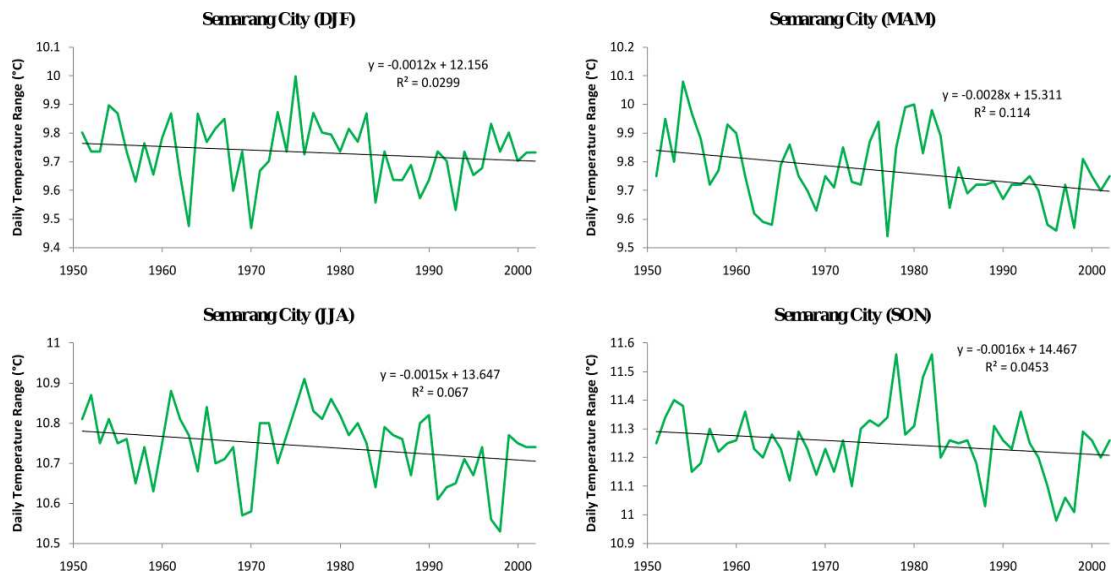 Semarang City (DJF)
Daily Temperature Range (°C)
10.1
10
9.9
9.8
9.7
9.6
9.5
9.4
y = -0.0012x + 12.156
R² = 0.0299
1950 1960 1970 1980 1990 2000
Semarang City (MAM)
Daily Temperature Range (°C)
10.2
10.1
10
9.9
9.8
9.7
9.6
9.5
y = -0.0028x + 15.311
R² = 0.114
1950 1960 1970 1980 1990 2000
Semarang City (JJA)
Daily Temperature Range (°C)
11
10.9
10.8
10.7
10.6
10.5
y = -0.0015x + 13.647
R² = 0.067
1950 1960 1970 1980 1990 2000
Semarang City (SON)
Daily Temperature Range (°C)
11.6
11.5
11.4
11.3
11.2
11.1
11
10.9
y = -0.0016x + 14.467
R² = 0.0453
1950 1960 1970 1980 1990 2000